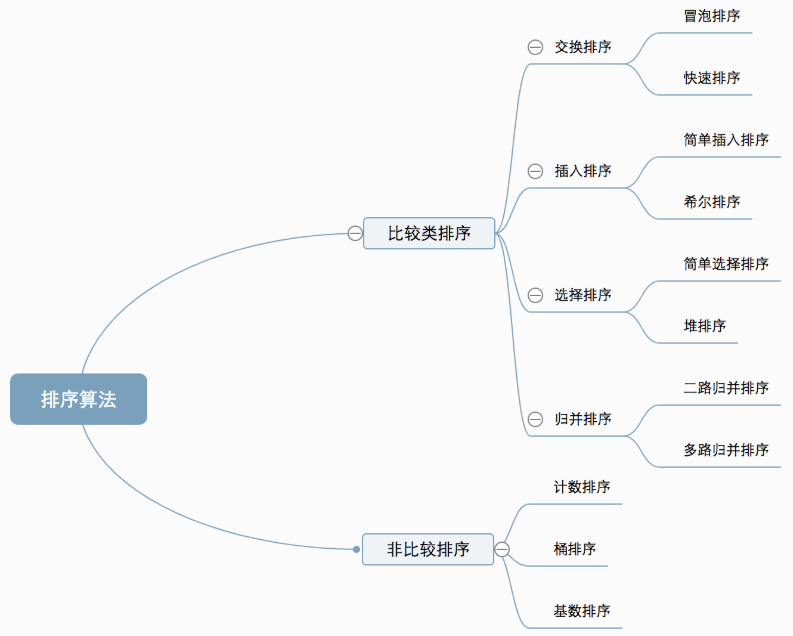 排序算法
比较类排序
交换排序
冒泡排序
快速排序
插入排序
简单插入排序
希尔排序
选择排序
简单选择排序
堆排序
归并排序
二路归并排序
多路归并排序
非比较排序
计数排序
桶排序
基数排序